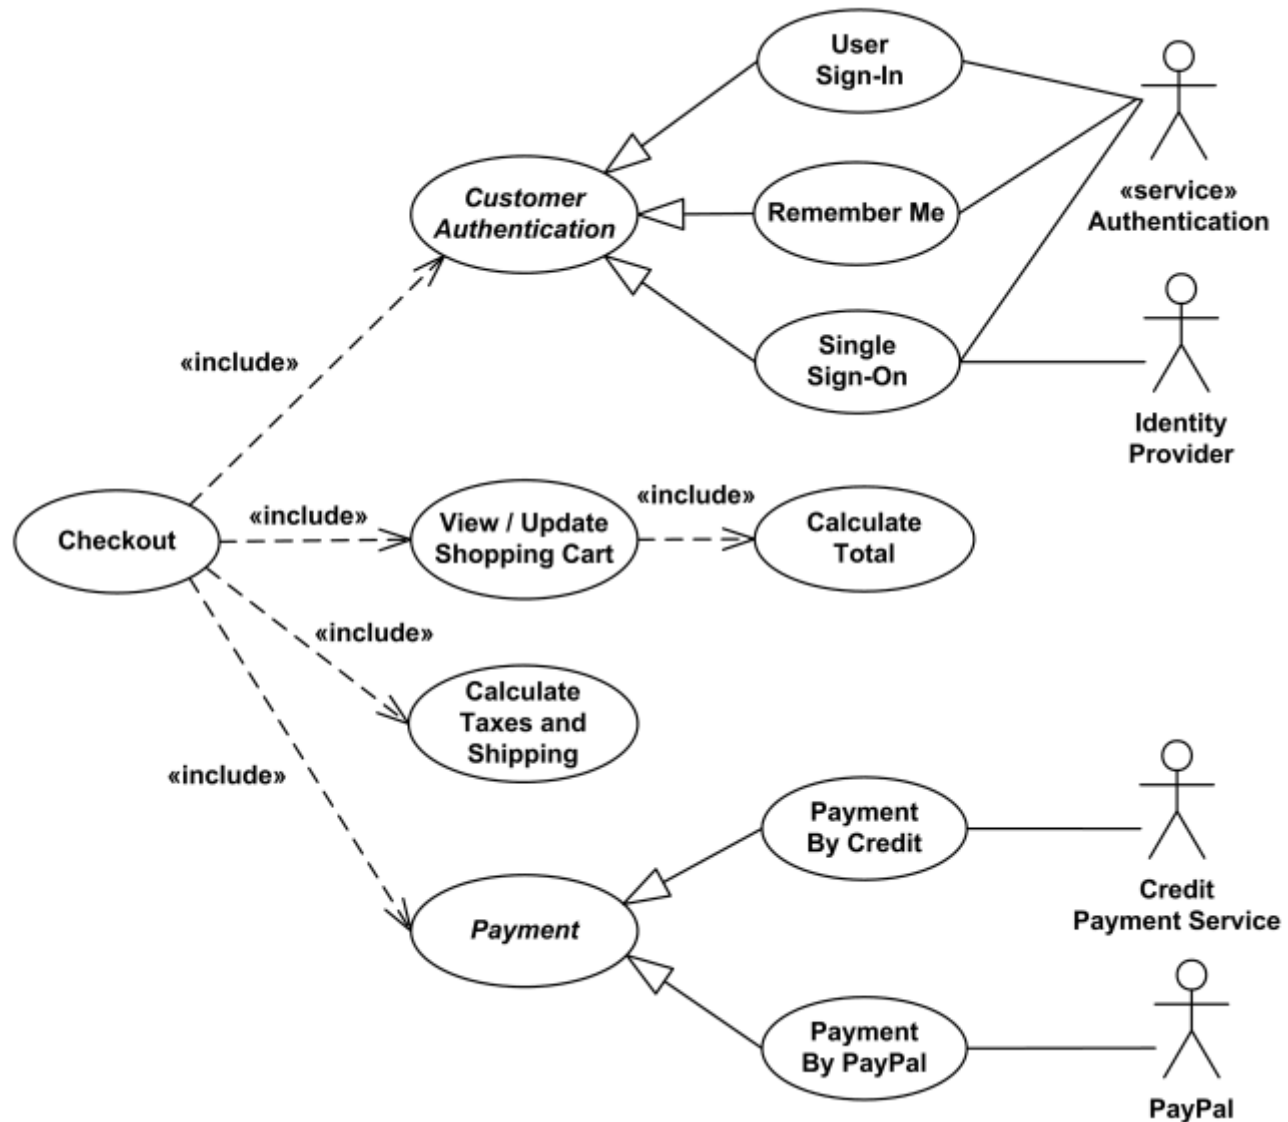 User
Sign-In
«service»
Authentication
Customer
Authentication
Remember Me
Single
Sign-On
Identity
Provider
«include»
Checkout
«include»
View / Update
Shopping Cart
«include»
Calculate
Total
«include»
Calculate
Taxes and
Shipping
«include»
Payment
By Credit
Credit
Payment Service
Payment
Payment
By PayPal
PayPal